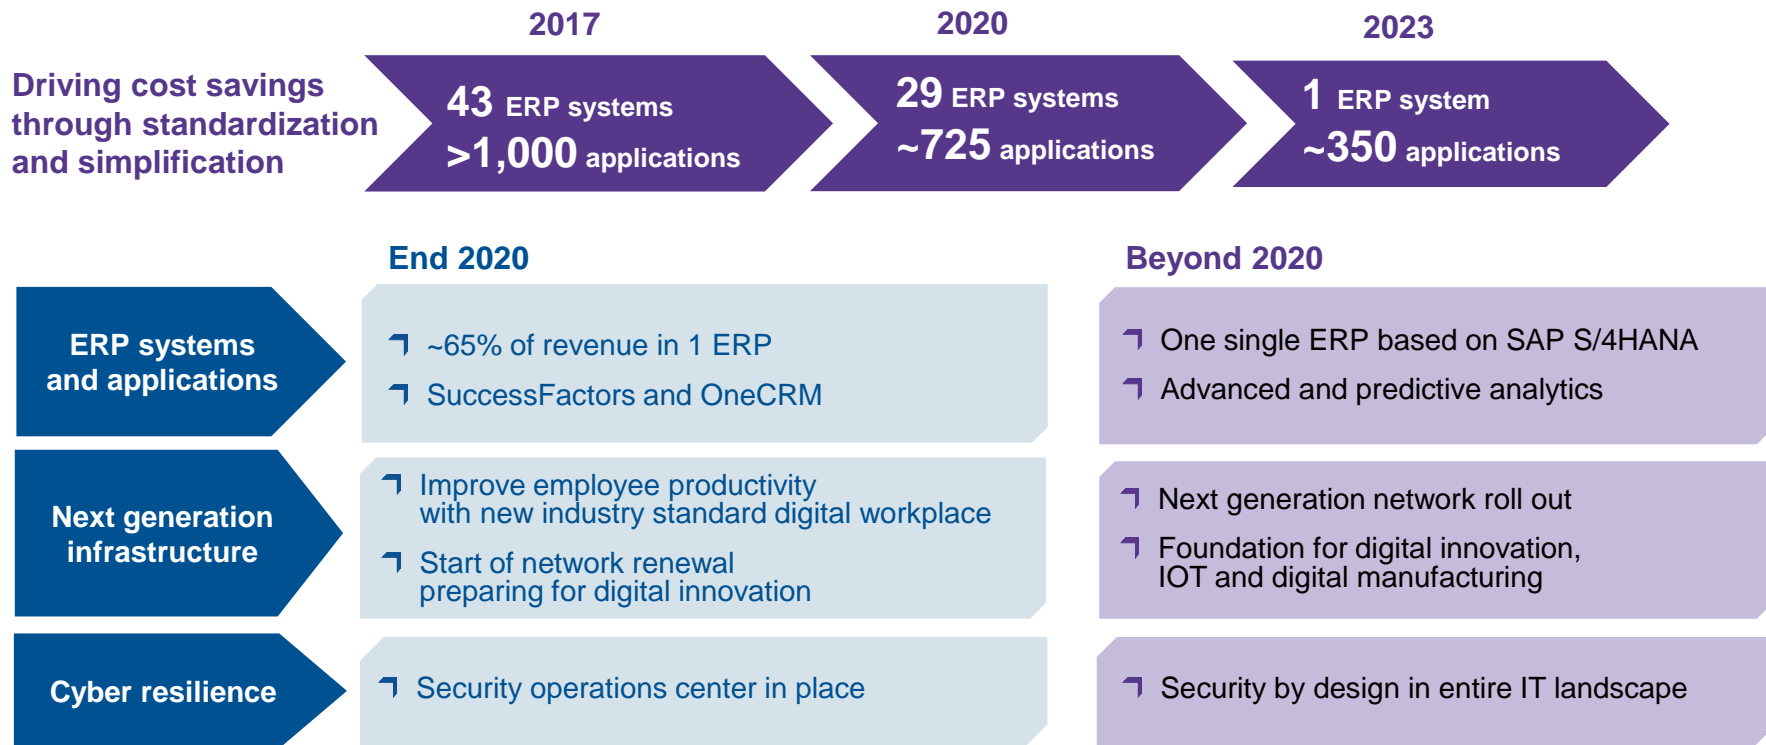 2017
2020
2023
Driving cost savings
through standardization
and simplification
43 ERP systems
>1,000 applications
29 ERP systems
~725 applications
1 ERP system
~350 applications
End 2020
Beyond 2020
ERP systems
and applications
~65% of revenue in 1 ERP
SuccessFactors and OneCRM
One single ERP based on SAP S/4HANA
Advanced and predictive analytics
Next generation
infrastructure
Improve employee productivity
with new industry standard digital workplace
Start of network renewal
preparing for digital innovation
Next generation network roll out
Foundation for digital innovation,
IOT and digital manufacturing
Cyber resilience
Security operations center in place
Security by design in entire IT landscape